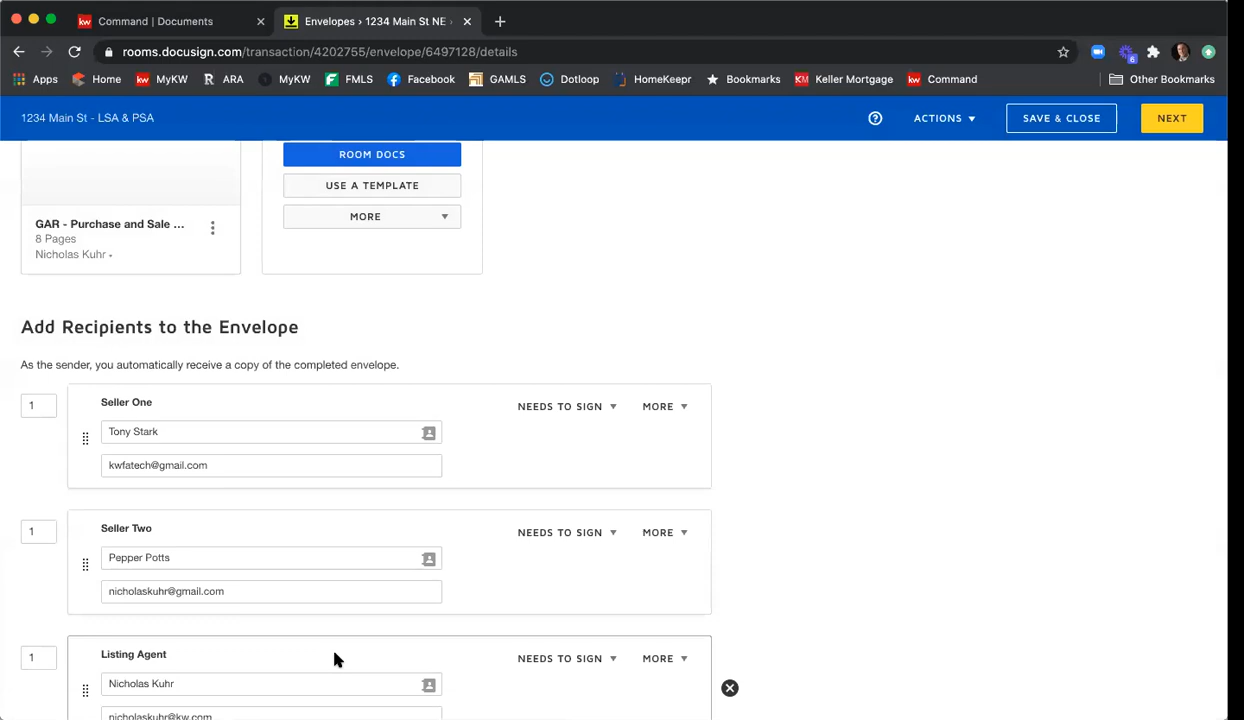 Command | Documents
Envelopes › 1234 Main St NE ›
rooms.docusign.com/transaction/4202755/envelope/6497128/details
Apps Home MyKW ARA MyKW FMLS Facebook GAMLS Dotloop HomeKeepr Bookmarks Keller Mortgage Command Other Bookmarks
1234 Main St - LSA & PSA
ACTIONS
SAVE & CLOSE
NEXT
ROOM DOCS
USE A TEMPLATE
MORE
GAR - Purchase and Sale ...
8 Pages
Nicholas Kuhr
Add Recipients to the Envelope
As the sender, you automatically receive a copy of the completed envelope.
1
Seller One
NEEDS TO SIGN
MORE
Tony Stark
kwfatech@gmail.com
1
Seller Two
NEEDS TO SIGN
MORE
Pepper Potts
nicholaskuhr@gmail.com
1
Listing Agent
NEEDS TO SIGN
MORE
Nicholas Kuhr
nicholaskuhr@kw.com